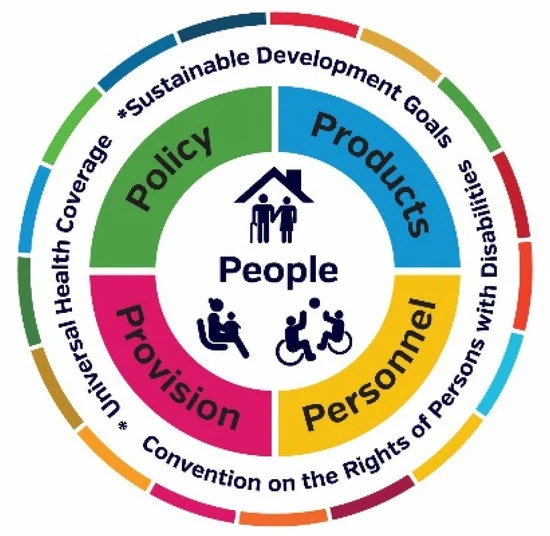 *Sustainable Development Goals
Convention on the Rights of Persons with Disabilities
* Universal Health Coverage
Policy
Products
People
Provision
Personnel